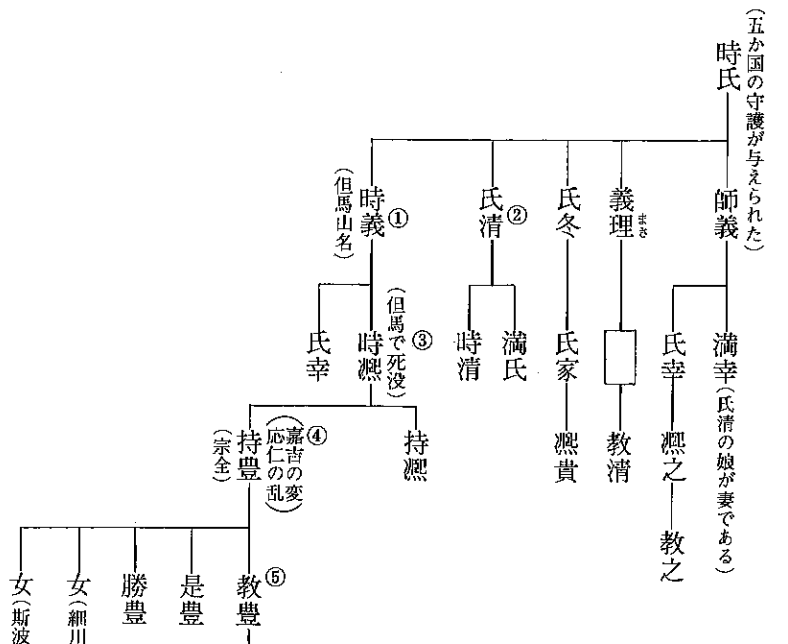 （五か国の守護が与えられた）
時氏
師義
義理
まさ
氏冬
氏清②
時義①
（但馬山名）
満幸（氏清の娘が妻である）
氏幸
氏家
満氏
時清
③
（但馬で死没）
時熈
氏幸
熈之
教清
熈貴
持熈
④
（嘉吉の変
応仁の乱）
持豊
（宗全）
教之
⑤
教豊
是豊
勝豊
女（細川
女（斯波